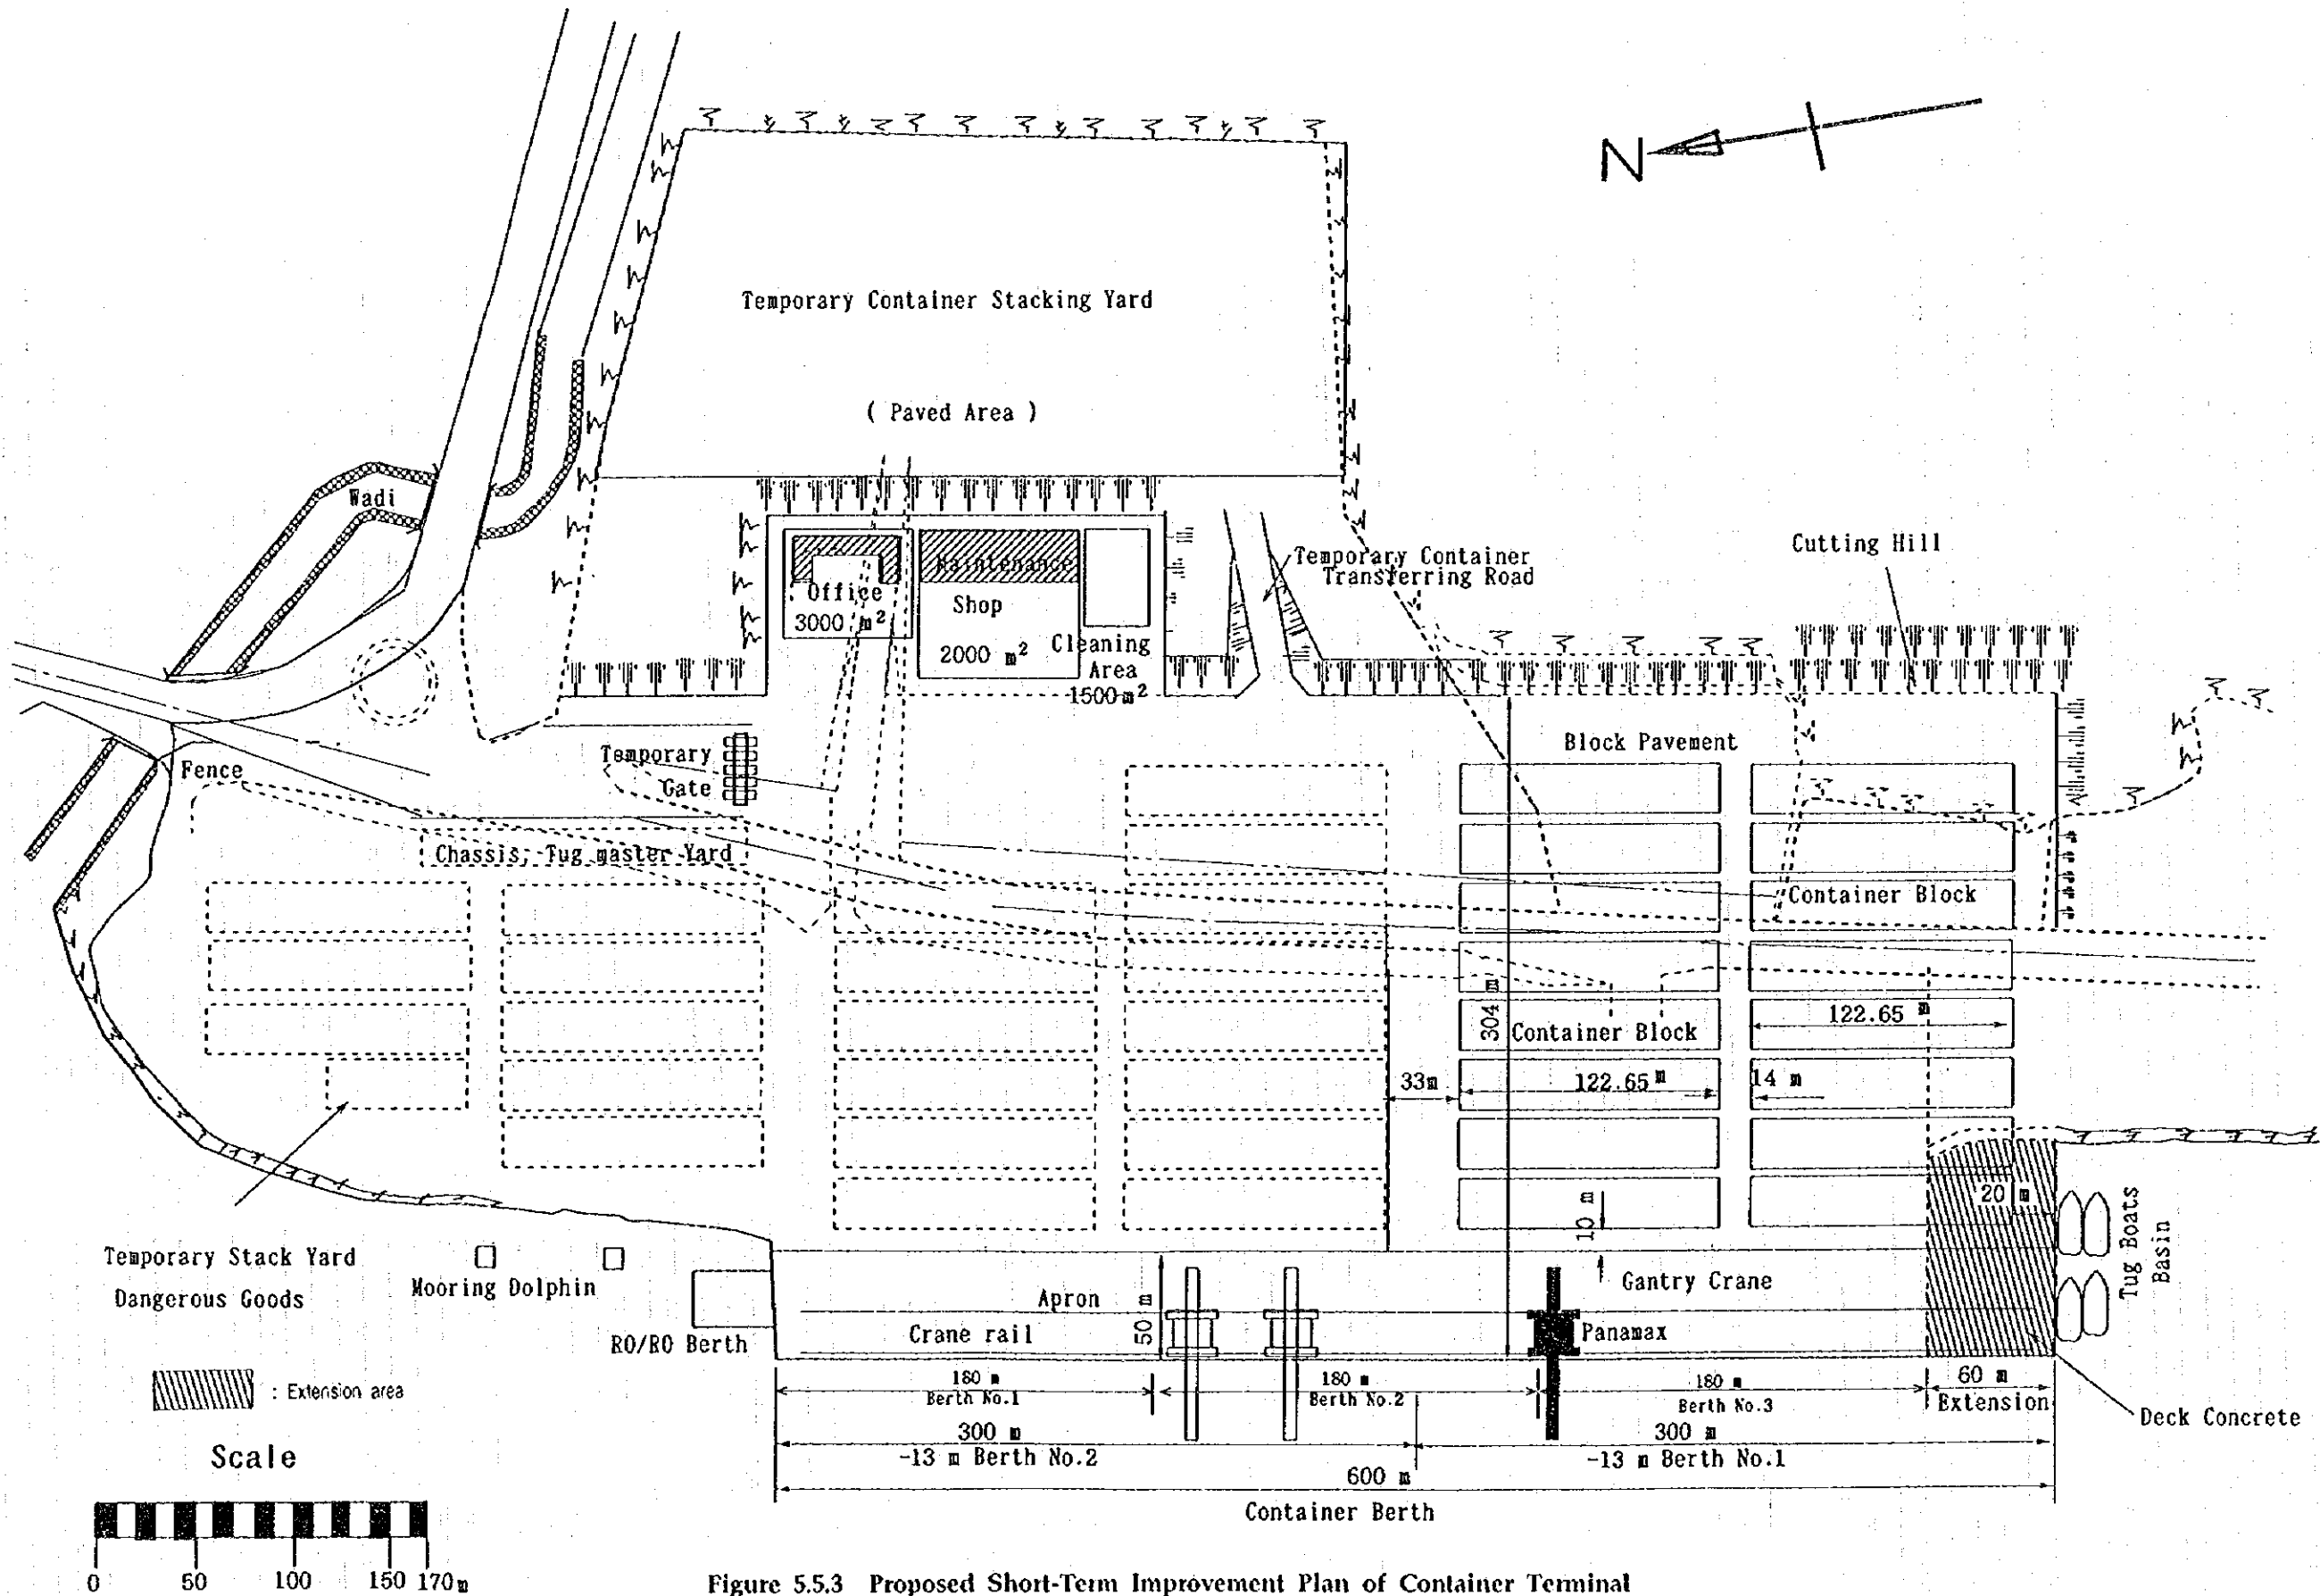 N
Temporary Container Stacking Yard
( Paved Area )
Wadi
Cutting Hill
Temporary Container
Transferring Road
Maintenance
Office
3000 m²
Shop
2000 m²
Cleaning
Area
1500 m²
Block Pavement
Temporary
Gate
Fence
Chassis, Tug master Yard
Container Block
304 m
Container Block
122.65 m
33m
122.65 m
14 m
20 m
10 m
Tug Boats
Basin
Temporary Stack Yard
Dangerous Goods
Mooring Dolphin
RO/RO Berth
Apron
50 m
Crane rail
Gantry Crane
Panamax
: Extension area
180 m
Berth No.1
180 m
Berth No.2
180 m
Berth No.3
60 m
Extension
Deck Concrete
300 m
-13 m Berth No.2
300 m
-13 m Berth No.1
600 m
Container Berth
Scale
0 50 100 150 170m
Figure 5.5.3 Proposed Short-Term Improvement Plan of Container Terminal